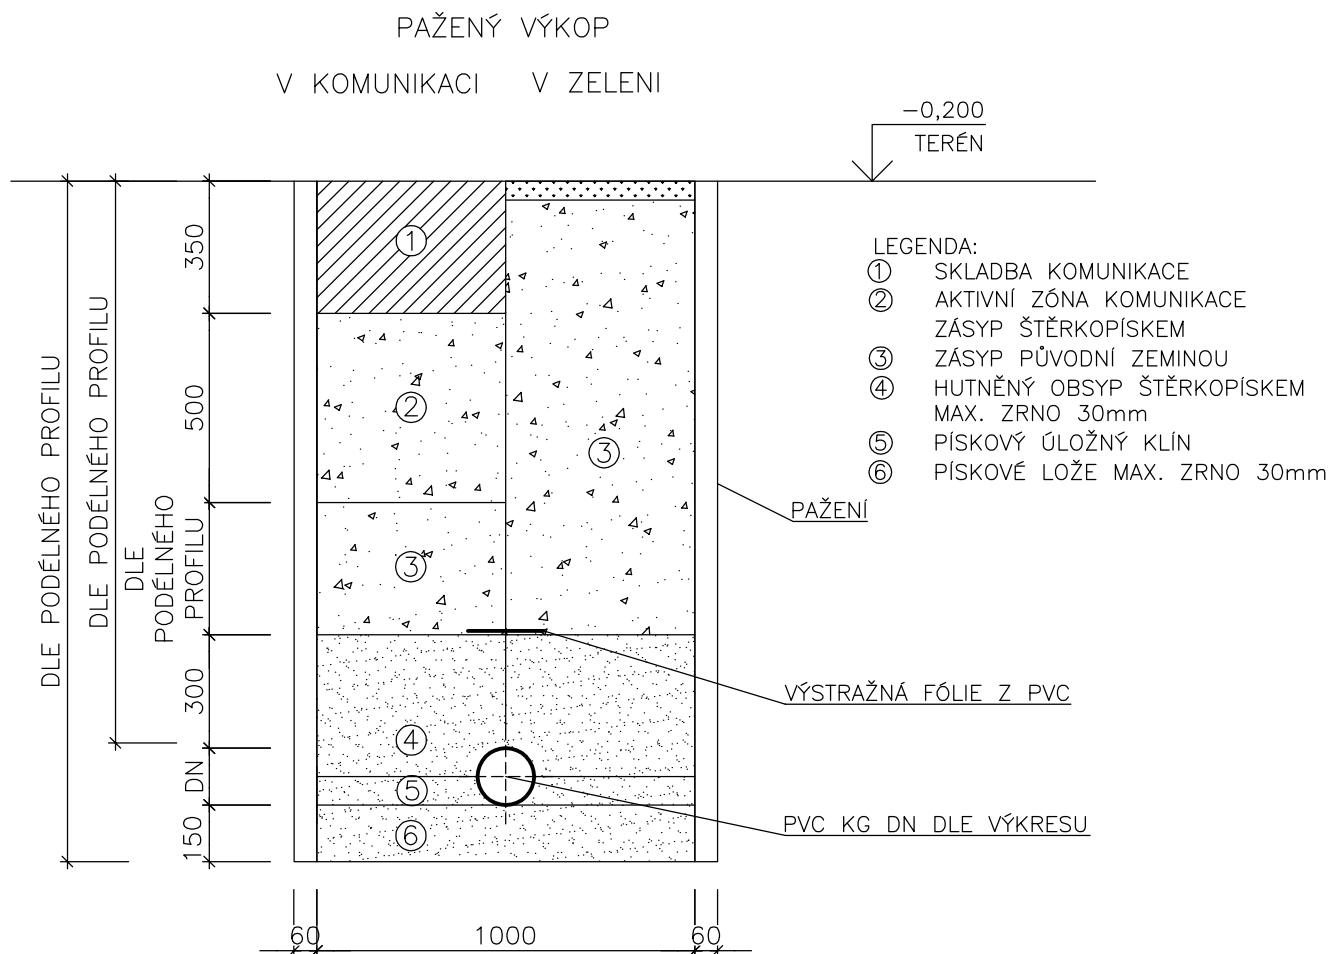 PAŽENÝ VÝKOP
V KOMUNIKACI V ZELENI
-0,200
TERÉN
LEGENDA:
1 SKLADBA KOMUNIKACE
2 AKTIVNÍ ZÓNA KOMUNIKACE
ZÁSYP ŠTĚRKOPÍSKEM
3 ZÁSYP PŮVODNÍ ZEMINOU
4 HUTNĚNÝ OBSYP ŠTĚRKOPÍSKEM
MAX. ZRNO 30mm
5 PÍSKOVÝ ÚLOŽNÝ KLÍN
6 PÍSKOVÉ LOŽE MAX. ZRNO 30mm
DLE PODÉLNÉHO PROFILU
DLE PODÉLNÉHO PROFILU
DLE
PODÉLNÉHO
PROFILU
350
500
300
DN
150
1
2
3
3
4
5
6
PAŽENÍ
VÝSTRAŽNÁ FÓLIE Z PVC
PVC KG DN DLE VÝKRESU
60
1000
60